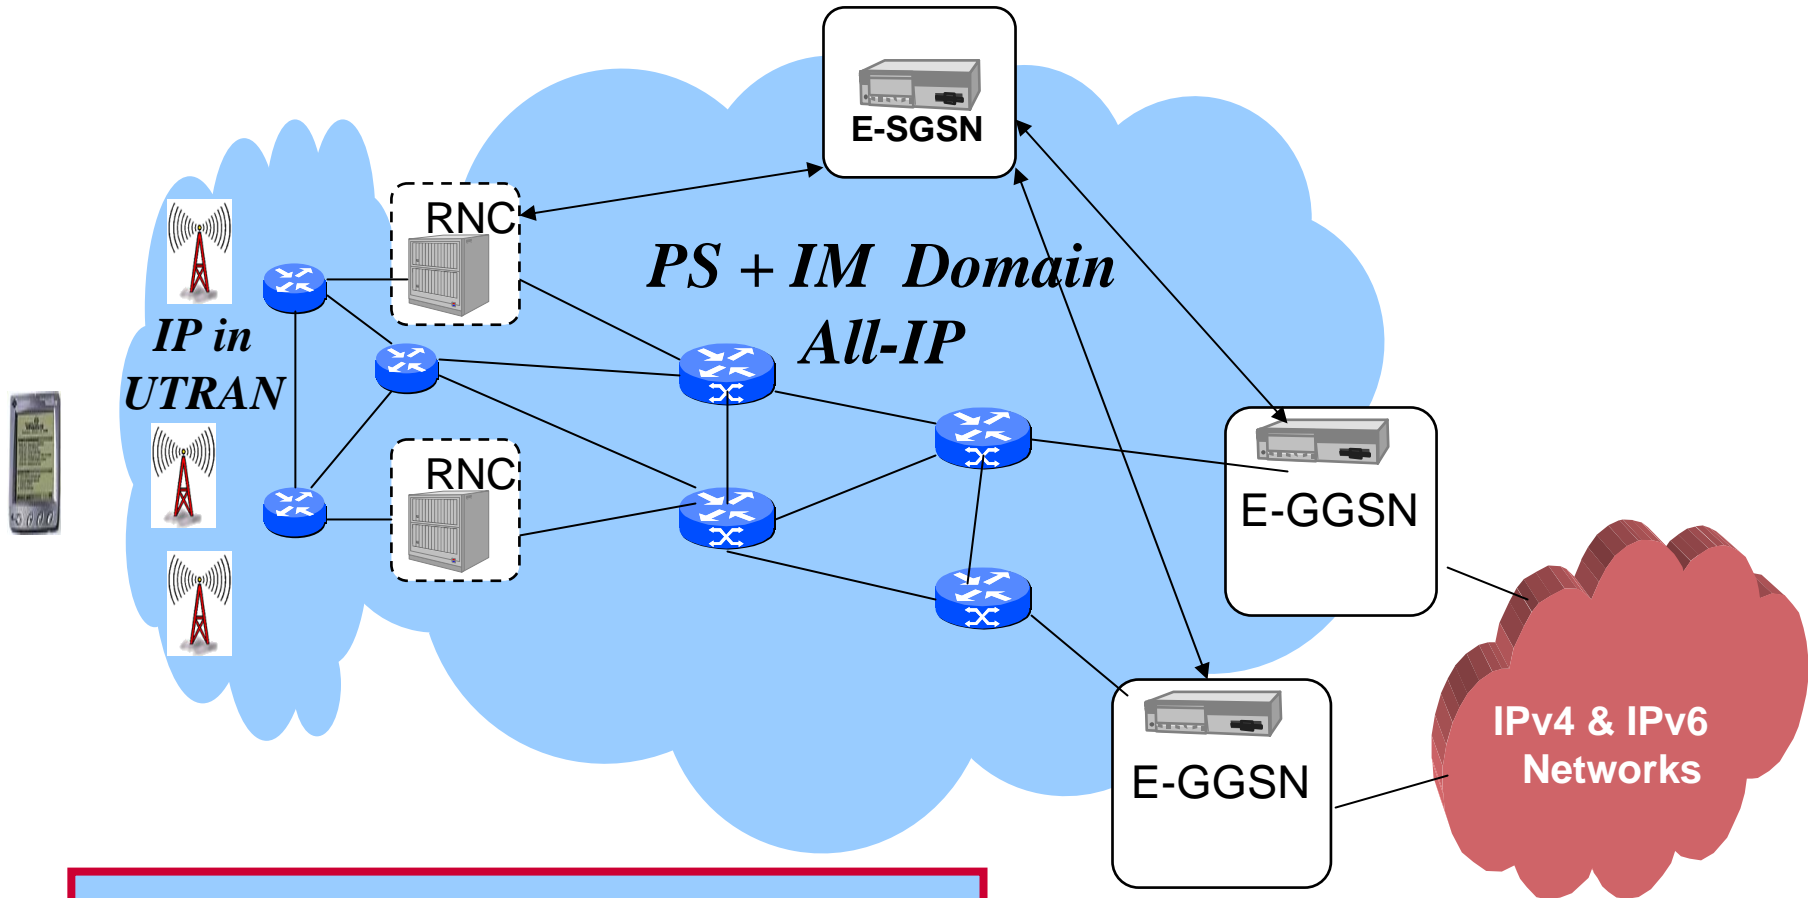 E-SGSN
RNC
PS + IM Domain
All-IP
IP in
UTRAN
RNC
E-GGSN
IPv4 & IPv6
Networks
E-GGSN